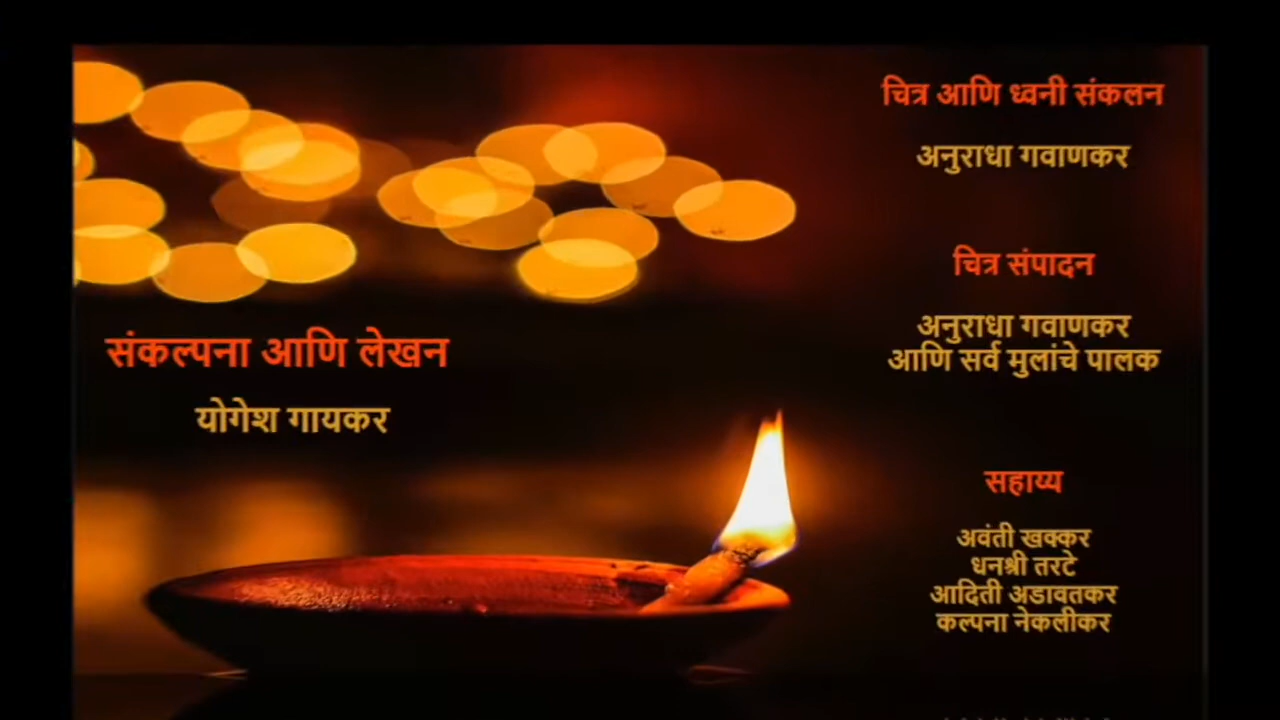 संकल्पना आणि लेखन
योगेश गायकर
चित्र आणि ध्वनी संकलन
अनुराधा गवाणकर
चित्र संपादन
अनुराधा गवाणकर
आणि सर्व मुलांचे पालक
सहाय्य
अवंती खक्कर
धनश्री तरटे
आदिती अडावतकर
कल्पना नेकलीकर